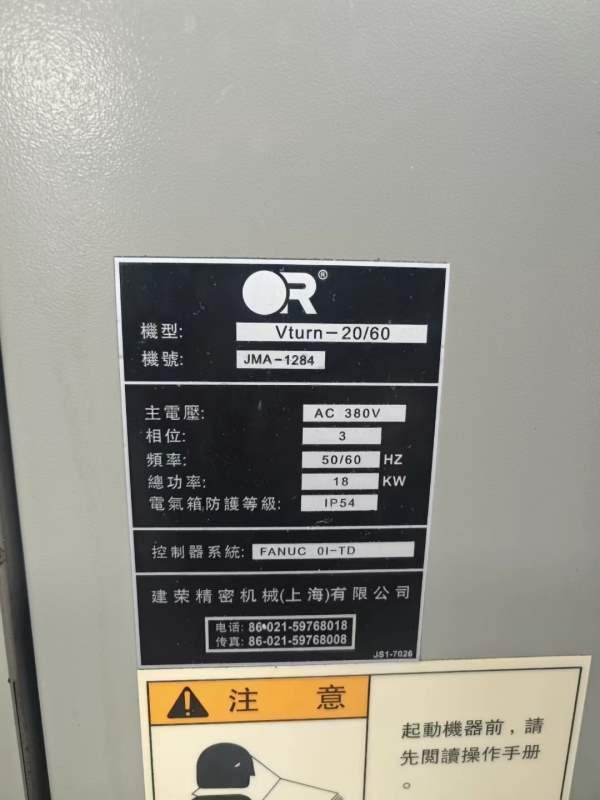 OR®
機型: Vturn-20/60
機號: JMA-1284
主電壓: AC 380V
相位: 3
頻率: 50/60 HZ
總功率: 18 KW
電氣箱防護等級: IP54
控制器系統: FANUC 0I-TD
建荣精密机械(上海)有限公司
电话: 86-021-59768018
传真: 86-021-59768008
JS1-7026
注 意
起動機器前，請
先閱讀操作手册
。